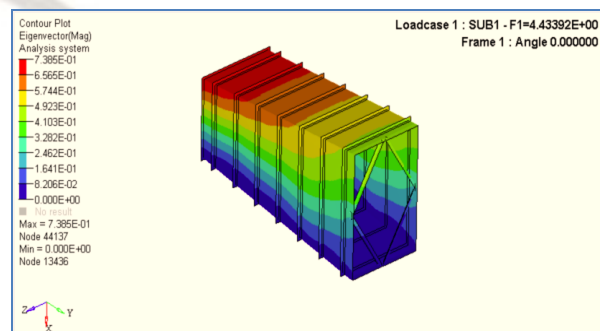 Contour Plot
Eigenvector(Mag)
Analysis system
7.385E-01
6.565E-01
5.744E-01
4.923E-01
4.103E-01
3.282E-01
2.462E-01
1.641E-01
8.206E-02
0.000E+00
No result
Max = 7.385E-01
Node 44137
Min = 0.000E+00
Node 13436
Loadcase 1 : SUB1 - F1=4.43392E+00
Frame 1 : Angle 0.000000
Z
Y
X